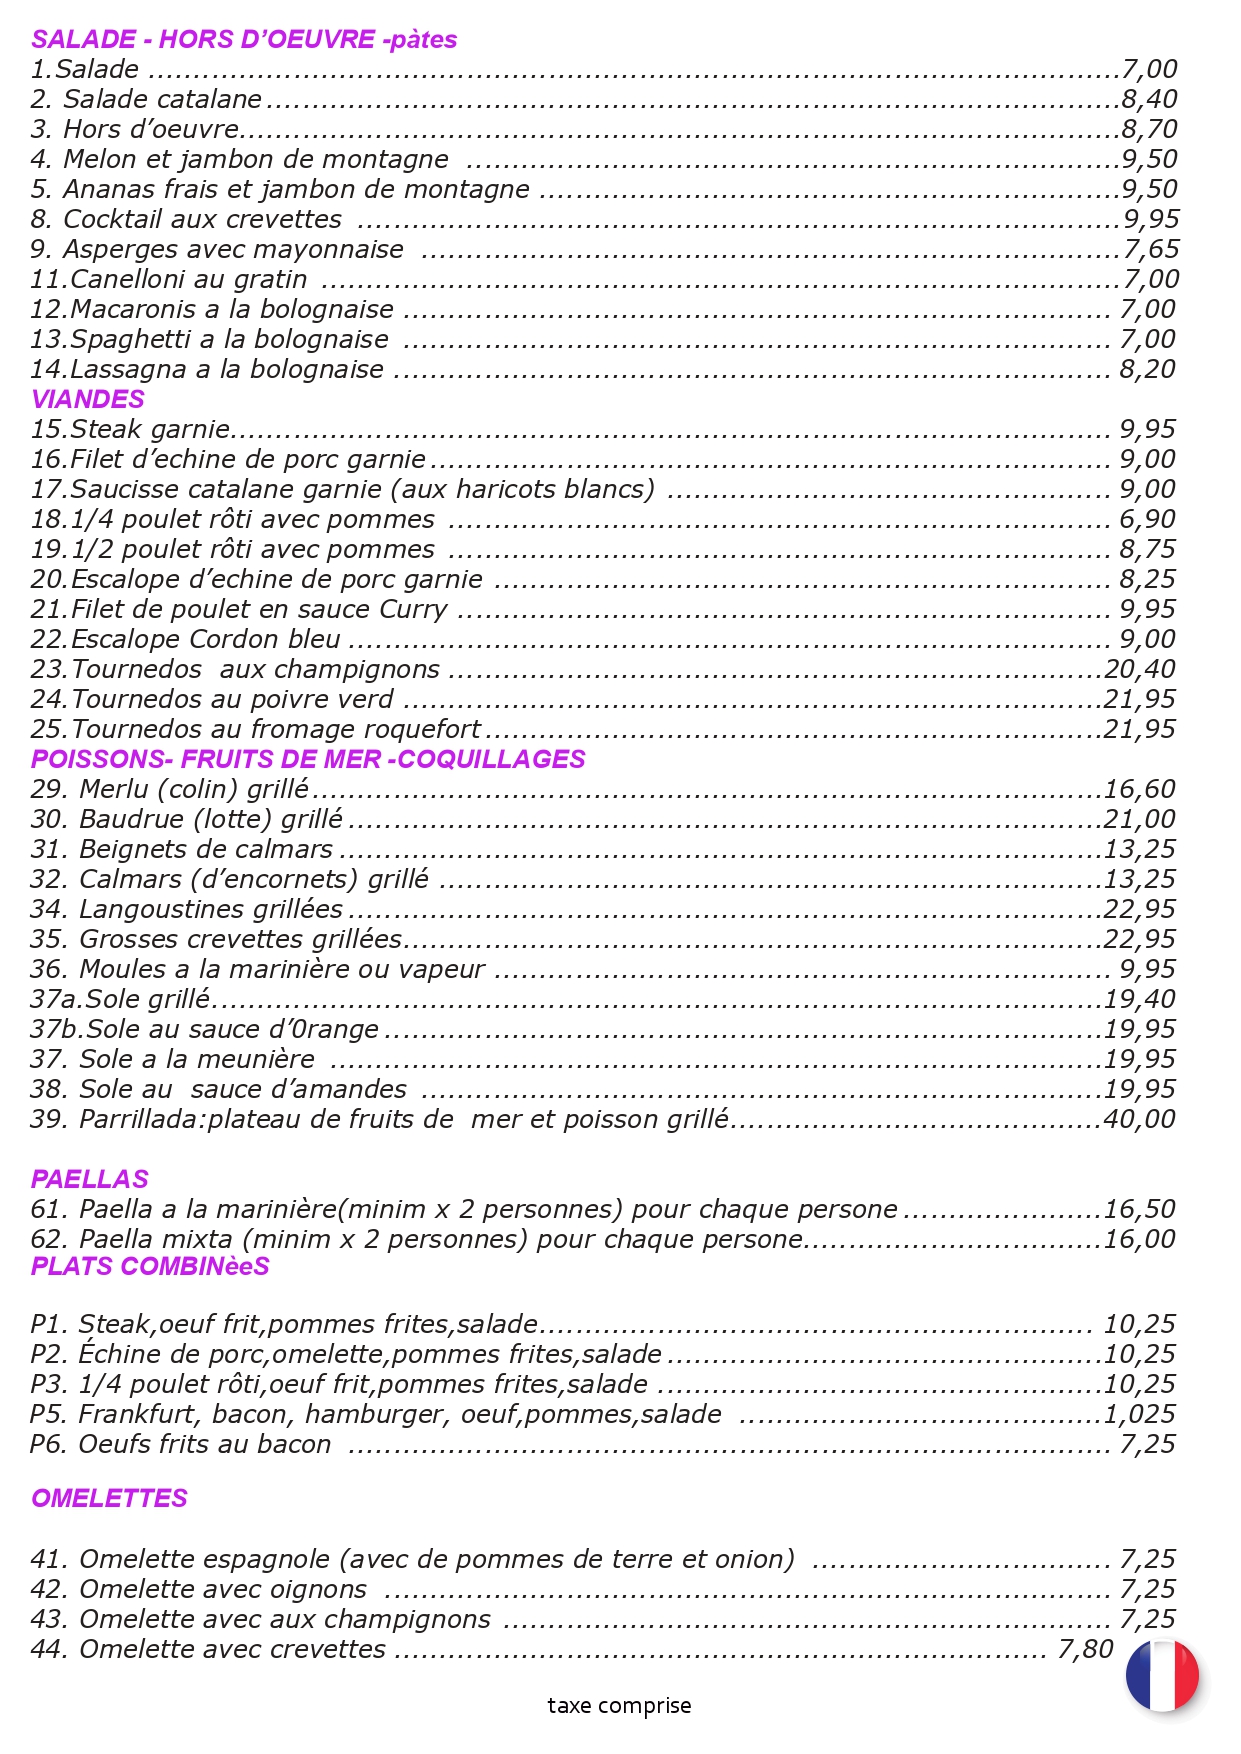 SALADE - HORS D’OEUVRE -pàtes
1.Salade ........................................................................................................7,00
2. Salade catalane...........................................................................................8,40
3. Hors d’oeuvre..............................................................................................8,70
4. Melon et jambon de montagne ......................................................................9,50
5. Ananas frais et jambon de montagne ..............................................................9,50
8. Cocktail aux crevettes ..................................................................................9,95
9. Asperges avec mayonnaise ...........................................................................7,65
11.Canelloni au gratin ......................................................................................7,00
12.Macaronis a la bolognaise ............................................................................ 7,00
13.Spaghetti a la bolognaise ............................................................................ 7,00
14.Lassagna a la bolognaise ............................................................................. 8,20
VIANDES
15.Steak garnie............................................................................................... 9,95
16.Filet d’echine de porc garnie......................................................................... 9,00
17.Saucisse catalane garnie (aux haricots blancs) ................................................ 9,00
18.1/4 poulet rôti avec pommes ....................................................................... 6,90
19.1/2 poulet rôti avec pommes ....................................................................... 8,75
20.Escalope d’echine de porc garnie .................................................................. 8,25
21.Filet de poulet en sauce Curry ...................................................................... 9,95
22.Escalope Cordon bleu .................................................................................. 9,00
23.Tournedos aux champignons .......................................................................20,40
24.Tournedos au poivre verd ............................................................................21,95
25.Tournedos au fromage roquefort...................................................................21,95
POISSONS- FRUITS DE MER -COQUILLAGES
29. Merlu (colin) grillé.....................................................................................16,60
30. Baudrue (lotte) grillé .................................................................................21,00
31. Beignets de calmars ..................................................................................13,25
32. Calmars (d’encornets) grillé ........................................................................13,25
34. Langoustines grillées .................................................................................22,95
35. Grosses crevettes grillées...........................................................................22,95
36. Moules a la marinière ou vapeur .................................................................. 9,95
37a.Sole grillé................................................................................................19,40
37b.Sole au sauce d’0range .............................................................................19,95
37. Sole a la meunière ....................................................................................19,95
38. Sole au sauce d’amandes ..........................................................................19,95
39. Parrillada:plateau de fruits de mer et poisson grillé........................................40,00
PAELLAS
61. Paella a la marinière(minim x 2 personnes) pour chaque persone ......................16,50
62. Paella mixta (minim x 2 personnes) pour chaque persone................................16,00
PLATS COMBINèeS
P1. Steak,oeuf frit,pommes frites,salade............................................................ 10,25
P2. Échine de porc,omelette,pommes frites,salade...............................................10,25
P3. 1/4 poulet rôti,oeuf frit,pommes frites,salade ................................................10,25
P5. Frankfurt, bacon, hamburger, oeuf,pommes,salade .......................................1,025
P6. Oeufs frits au bacon .................................................................................. 7,25
OMELETTES
41. Omelette espagnole (avec de pommes de terre et onion) ................................ 7,25
42. Omelette avec oignons .............................................................................. 7,25
43. Omelette avec aux champignons ................................................................. 7,25
44. Omelette avec crevettes ...................................................................... 7,80
taxe comprise